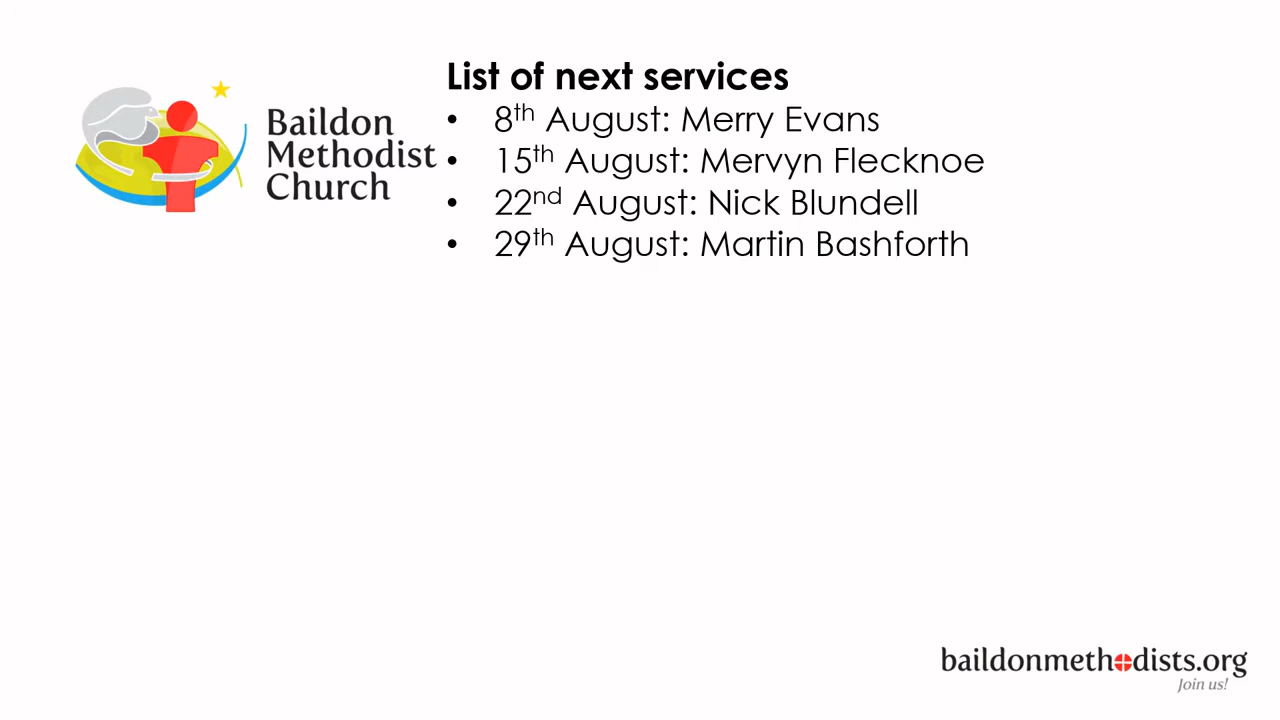 Baildon
Methodist
Church
List of next services
• 8th August: Merry Evans
• 15th August: Mervyn Flecknoe
• 22nd August: Nick Blundell
• 29th August: Martin Bashforth
baildonmethodists.org
Join us!